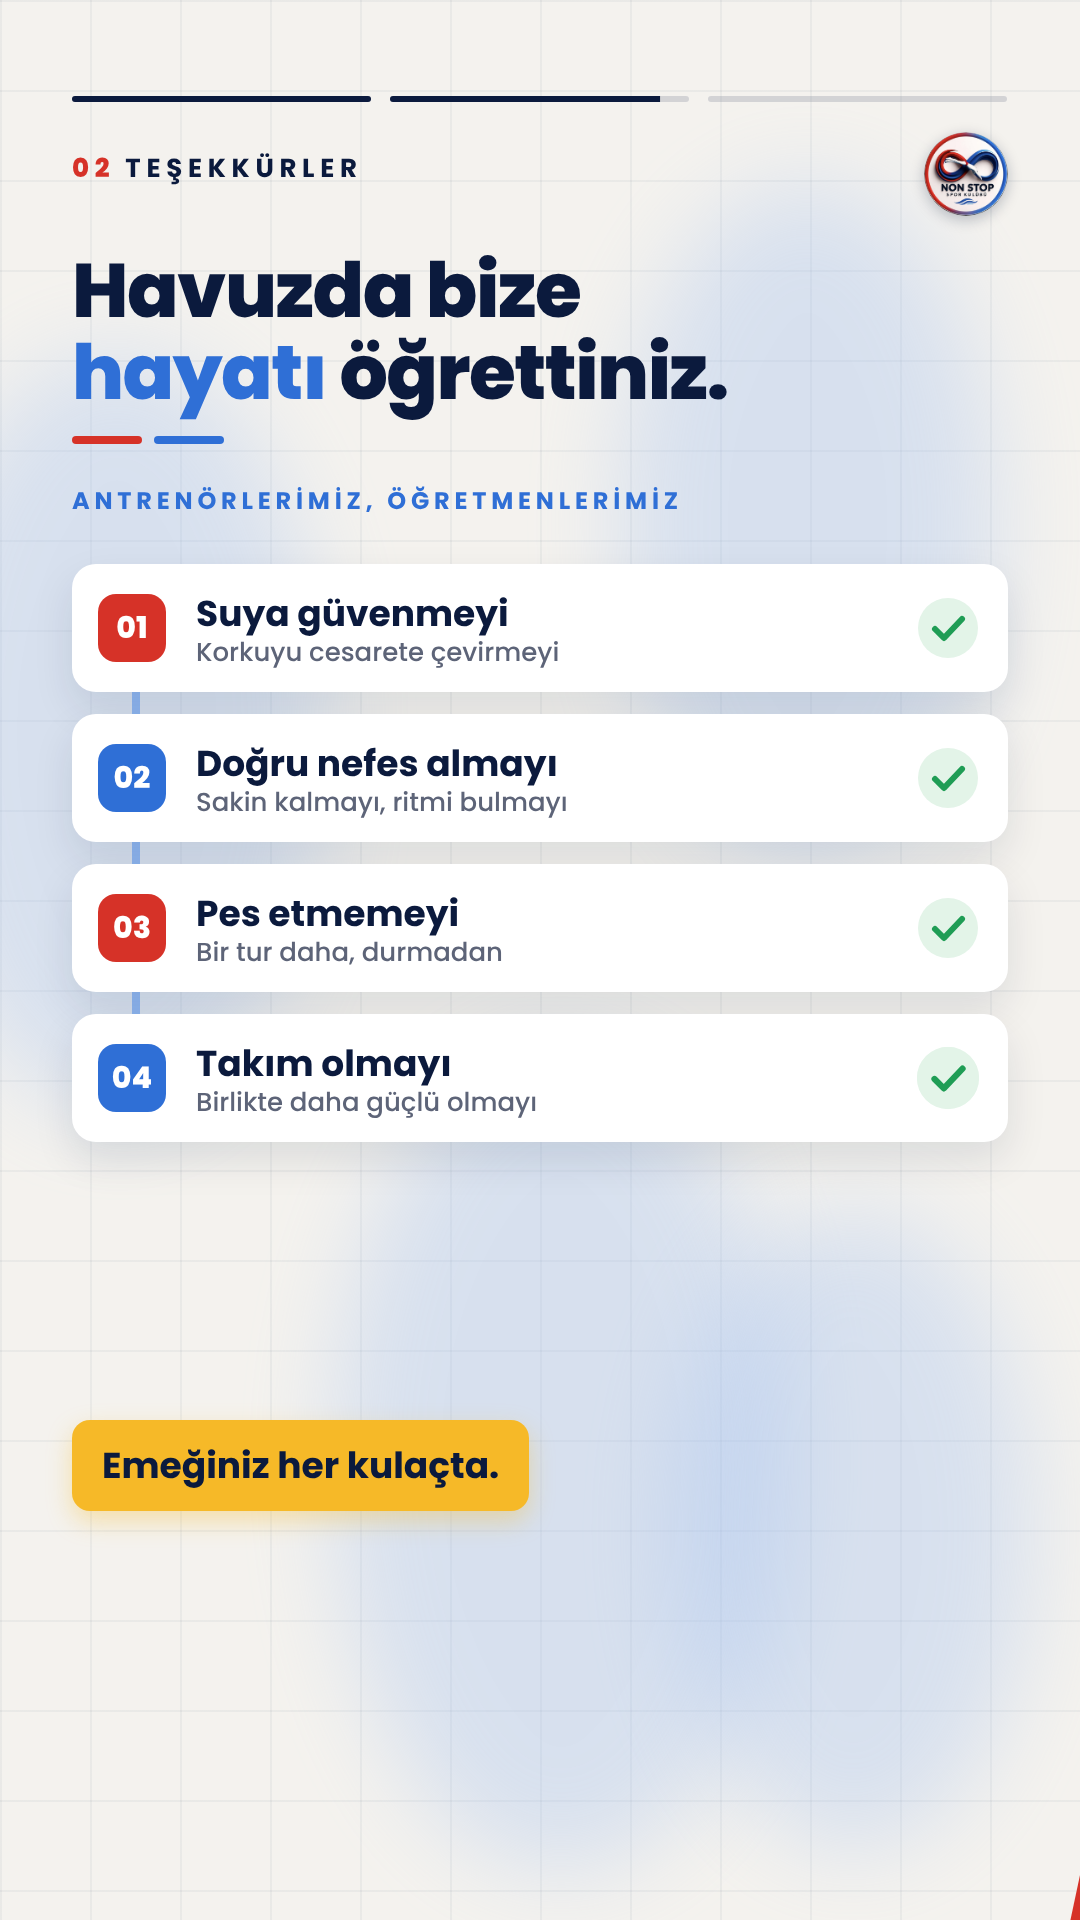 02 TEŞEKKÜRLER
NON STOP
SPOR KULÜBÜ
Havuzda bize
hayatı öğrettiniz.
ANTRENÖRLERİMİZ, ÖĞRETMENLERİMİZ
01
Suya güvenmeyi
Korkuyu cesarete çevirmeyi
02
Doğru nefes almayı
Sakin kalmayı, ritmi bulmayı
03
Pes etmemeyi
Bir tur daha, durmadan
04
Takım olmayı
Birlikte daha güçlü olmayı
Emeğiniz her kulaçta.